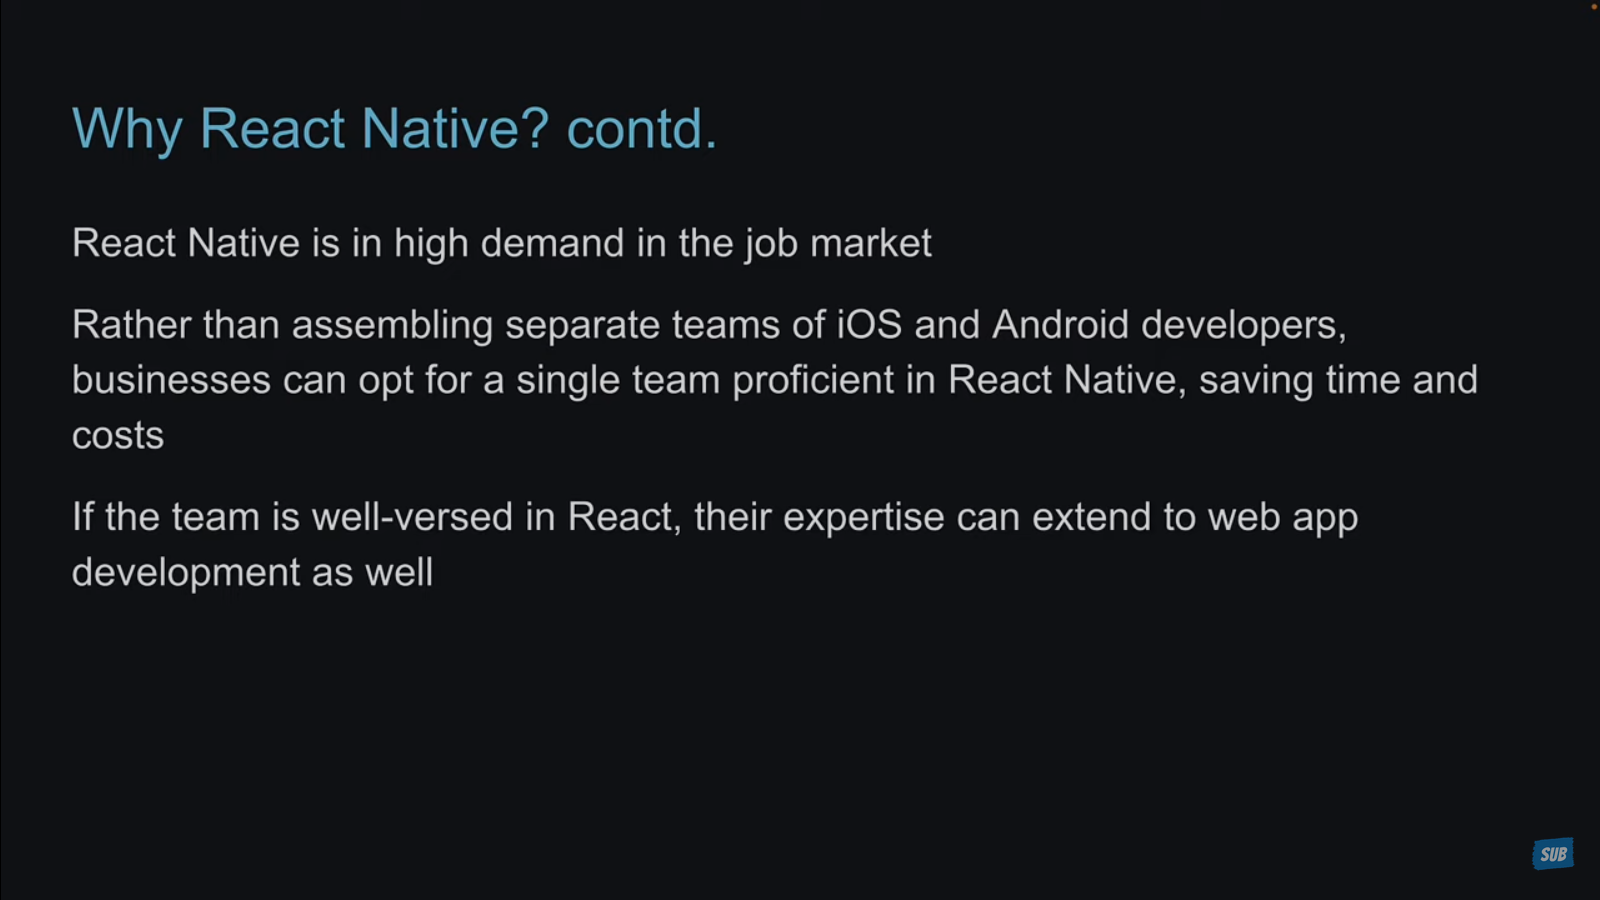 Why React Native? contd.
React Native is in high demand in the job market
Rather than assembling separate teams of iOS and Android developers,
businesses can opt for a single team proficient in React Native, saving time and
costs
If the team is well-versed in React, their expertise can extend to web app
development as well
SUB